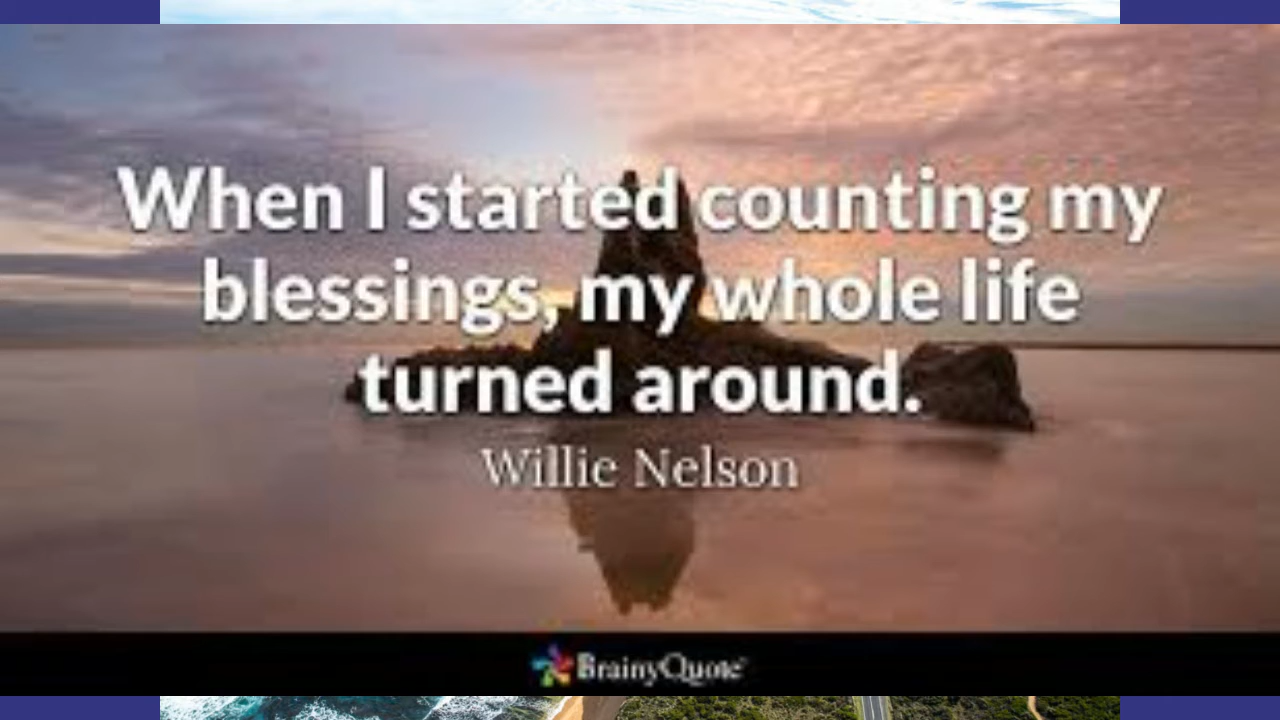 When I started counting my
blessings, my whole life
turned around.
Willie Nelson
BrainyQuote